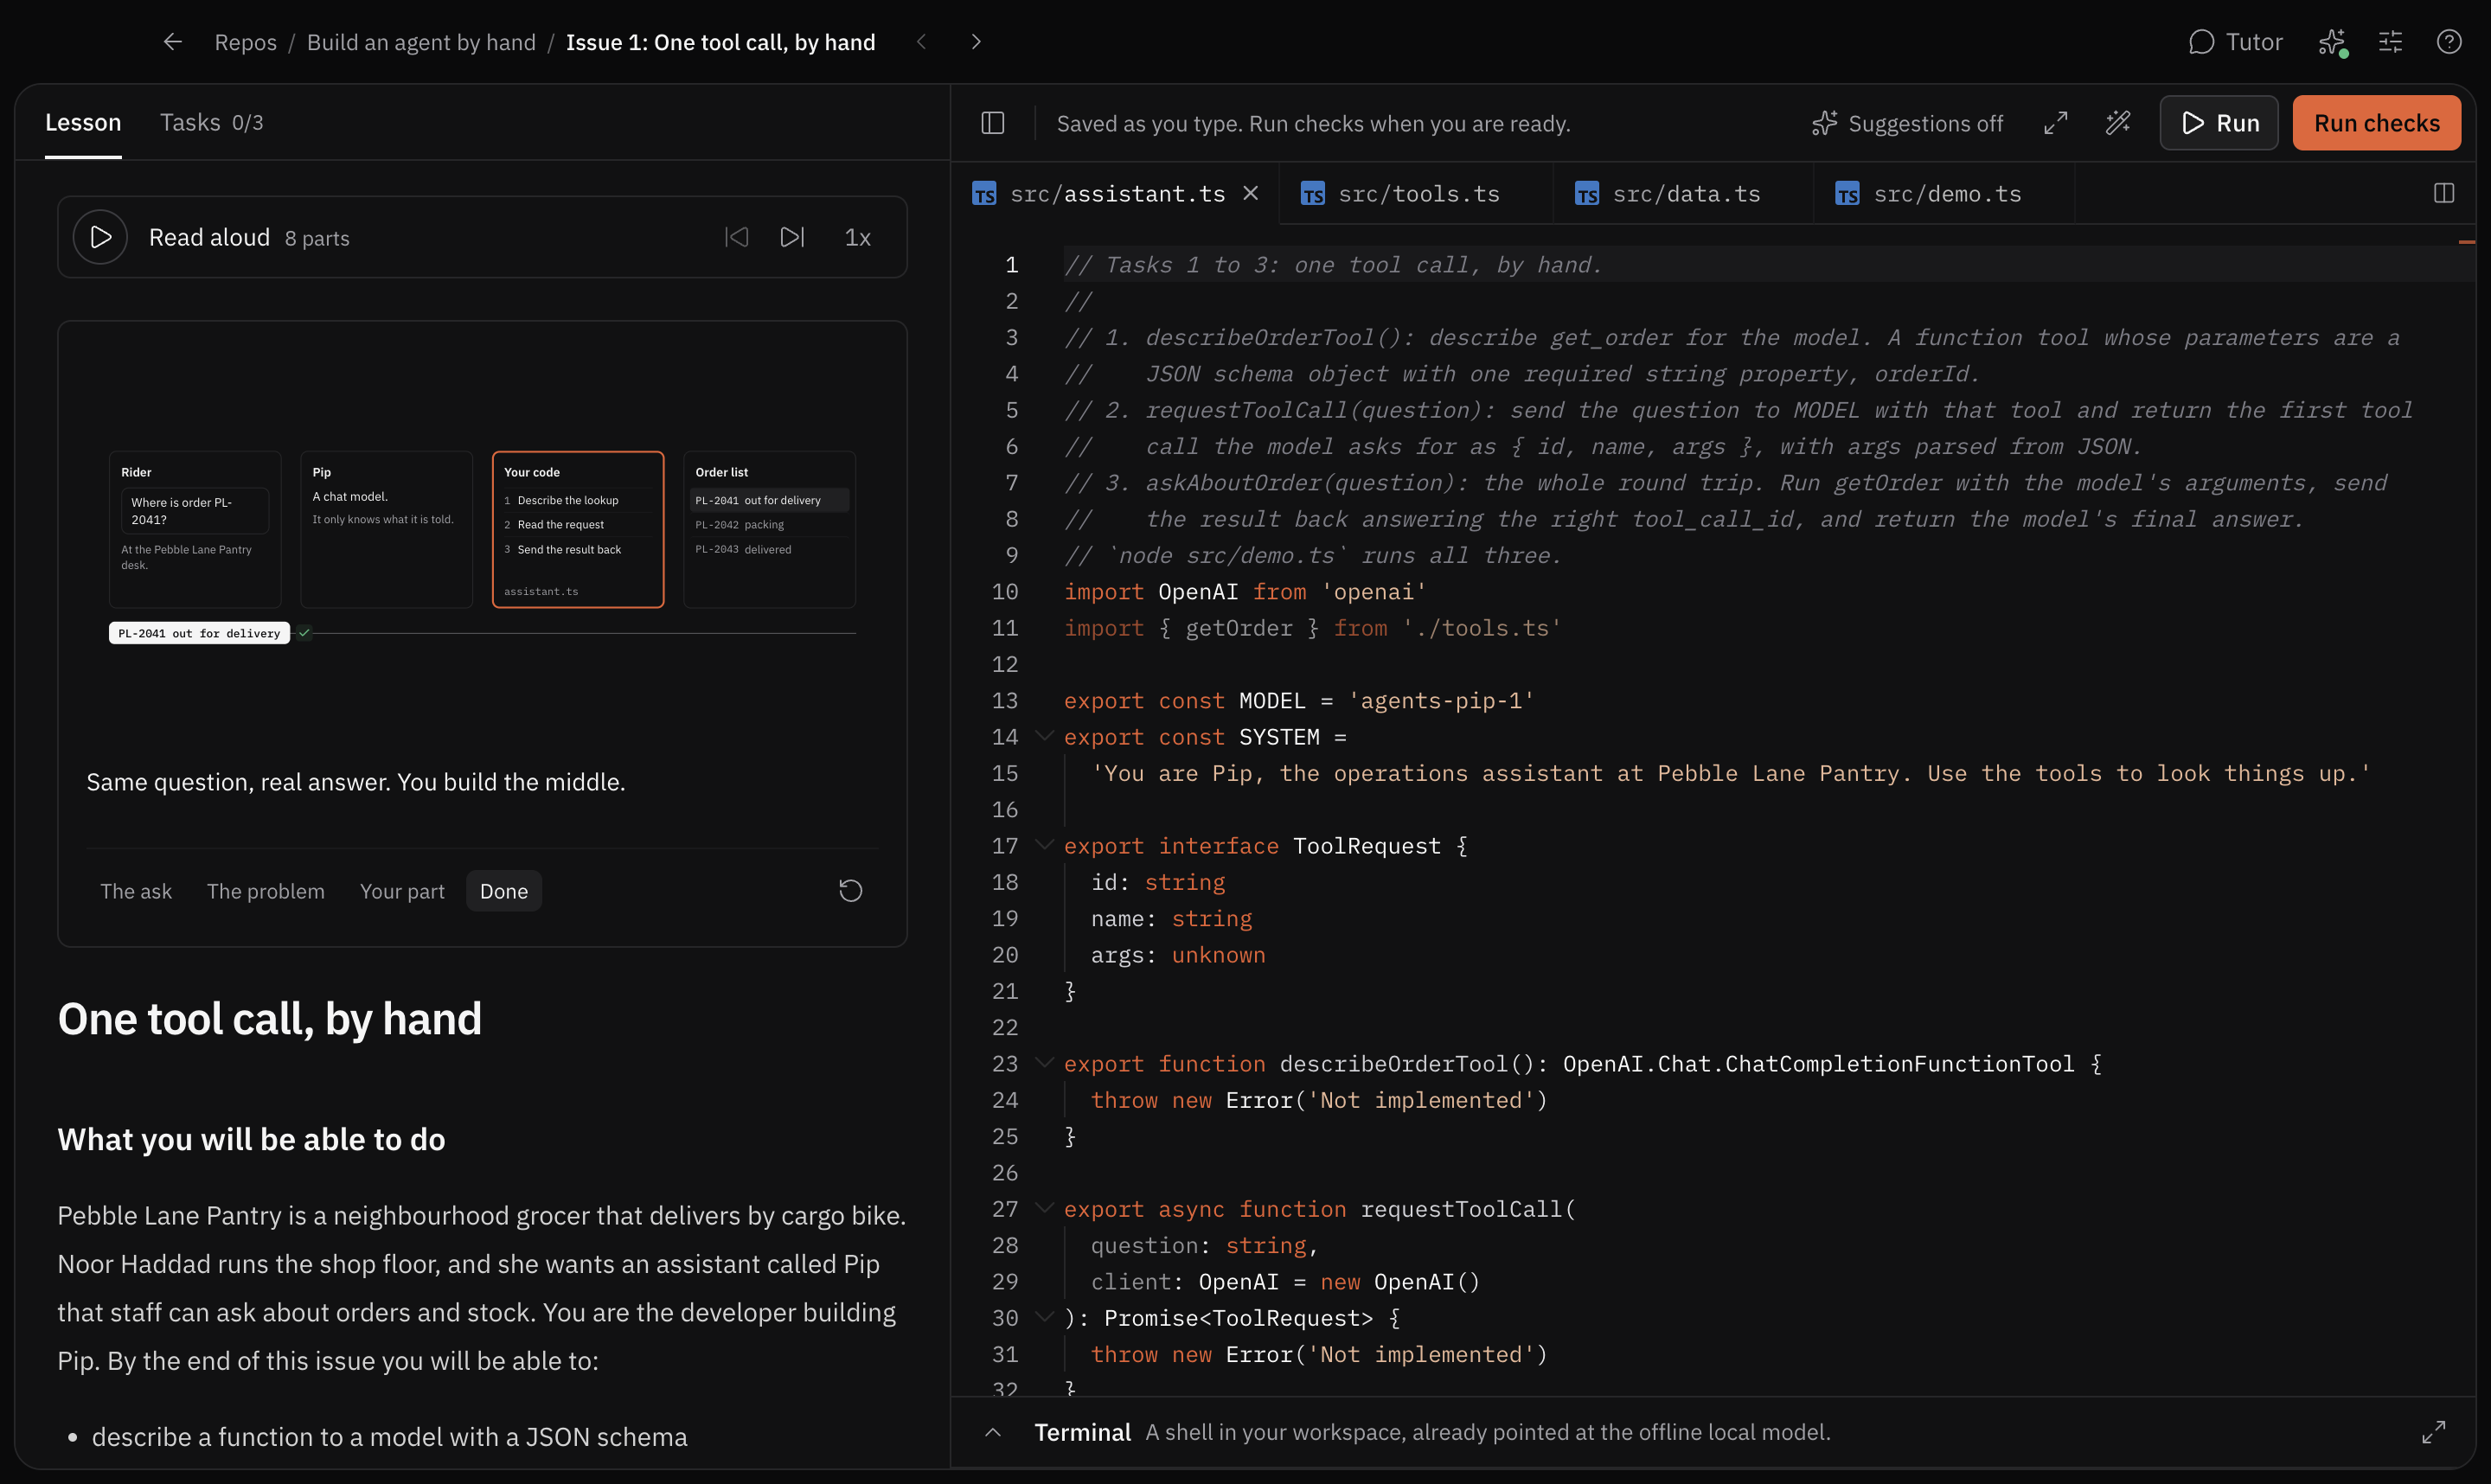 Repos / Build an agent by hand / Issue 1: One tool call, by hand
Tutor
Lesson
Tasks 0/3
Read aloud 8 parts
1x
Rider
Where is order PL-
2041?
At the Pebble Lane Pantry
desk.
Pip
A chat model.
It only knows what it is told.
Your code
1 Describe the lookup
2 Read the request
3 Send the result back
assistant.ts
Order list
PL-2041 out for delivery
PL-2042 packing
PL-2043 delivered
PL-2041 out for delivery
Same question, real answer. You build the middle.
The ask
The problem
Your part
Done
One tool call, by hand
What you will be able to do
Pebble Lane Pantry is a neighbourhood grocer that delivers by cargo bike.
Noor Haddad runs the shop floor, and she wants an assistant called Pip
that staff can ask about orders and stock. You are the developer building
Pip. By the end of this issue you will be able to:
• describe a function to a model with a JSON schema
Saved as you type. Run checks when you are ready.
Suggestions off
Run
Run checks
TS src/assistant.ts
TS src/tools.ts
TS src/data.ts
TS src/demo.ts
1 // Tasks 1 to 3: one tool call, by hand.
2 //
3 // 1. describeOrderTool(): describe get_order for the model. A function tool whose parameters are a
4 //    JSON schema object with one required string property, orderId.
5 // 2. requestToolCall(question): send the question to MODEL with that tool and return the first tool
6 //    call the model asks for as { id, name, args }, with args parsed from JSON.
7 // 3. askAboutOrder(question): the whole round trip. Run getOrder with the model's arguments, send
8 //    the result back answering the right tool_call_id, and return the model's final answer.
9 // `node src/demo.ts` runs all three.
10 import OpenAI from 'openai'
11 import { getOrder } from './tools.ts'
12
13 export const MODEL = 'agents-pip-1'
14 export const SYSTEM =
15   'You are Pip, the operations assistant at Pebble Lane Pantry. Use the tools to look things up.'
16
17 export interface ToolRequest {
18   id: string
19   name: string
20   args: unknown
21 }
22
23 export function describeOrderTool(): OpenAI.Chat.ChatCompletionFunctionTool {
24   throw new Error('Not implemented')
25 }
26
27 export async function requestToolCall(
28   question: string,
29   client: OpenAI = new OpenAI()
30 ): Promise<ToolRequest> {
31   throw new Error('Not implemented')
32 }
Terminal A shell in your workspace, already pointed at the offline local model.